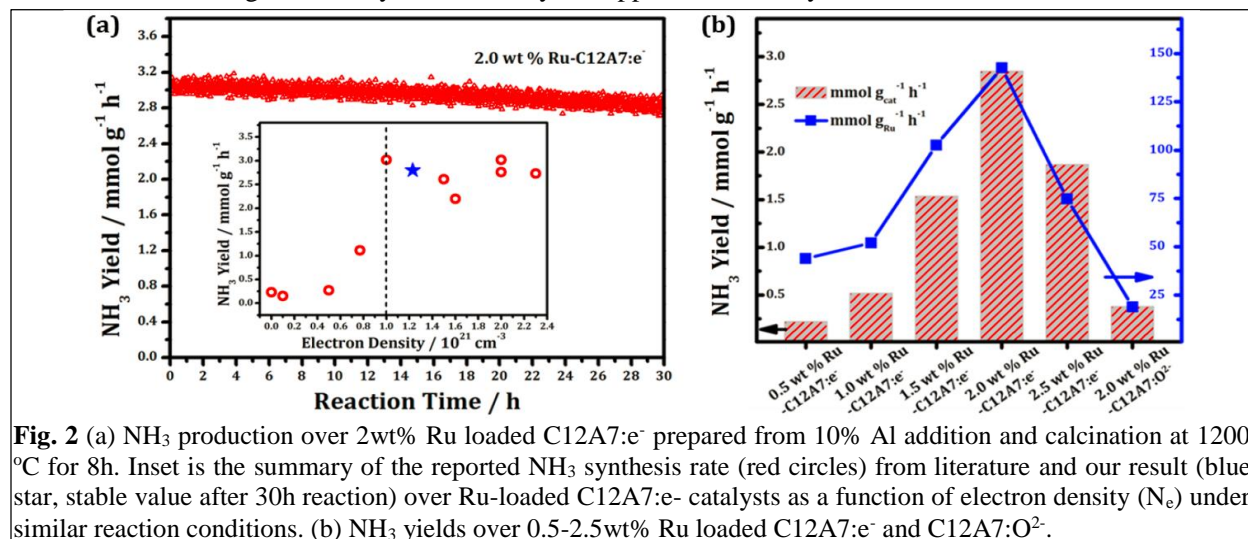 (a)
3.6
3.2
2.8
2.4
2.0
1.6
1.2
0.8
0.4
0.0
NH₃ Yield / mmol g⁻¹ h⁻¹
2.0 wt % Ru-C12A7:e⁻
3.5
3.0
2.5
2.0
1.5
1.0
0.5
0.0
NH₃ Yield / mmol g⁻¹ h⁻¹
0.0 0.2 0.4 0.6 0.8 1.0 1.2 1.4 1.6 1.8 2.0 2.2 2.4
Electron Density / 10²¹ cm⁻³
0 2 4 6 8 10 12 14 16 18 20 22 24 26 28 30
Reaction Time / h
(b)
3.0
2.5
2.0
1.5
1.0
0.5
NH₃ Yield / mmol g⁻¹ h⁻¹
mmol g_cat⁻¹ h⁻¹
mmol g_Ru⁻¹ h⁻¹
150
125
100
75
50
25
0
0.5 wt % Ru
-C12A7:e⁻
1.0 wt % Ru
-C12A7:e⁻
1.5 wt % Ru
-C12A7:e⁻
2.0 wt % Ru
-C12A7:e⁻
2.5 wt % Ru
-C12A7:e⁻
2.0 wt % Ru
-C12A7:O²⁻
Fig. 2 (a) NH₃ production over 2wt% Ru loaded C12A7:e⁻ prepared from 10% Al addition and calcination at 1200
ºC for 8h. Inset is the summary of the reported NH₃ synthesis rate (red circles) from literature and our result (blue
star, stable value after 30h reaction) over Ru-loaded C12A7:e- catalysts as a function of electron density (Nₑ) under
similar reaction conditions. (b) NH₃ yields over 0.5-2.5wt% Ru loaded C12A7:e⁻ and C12A7:O²⁻.